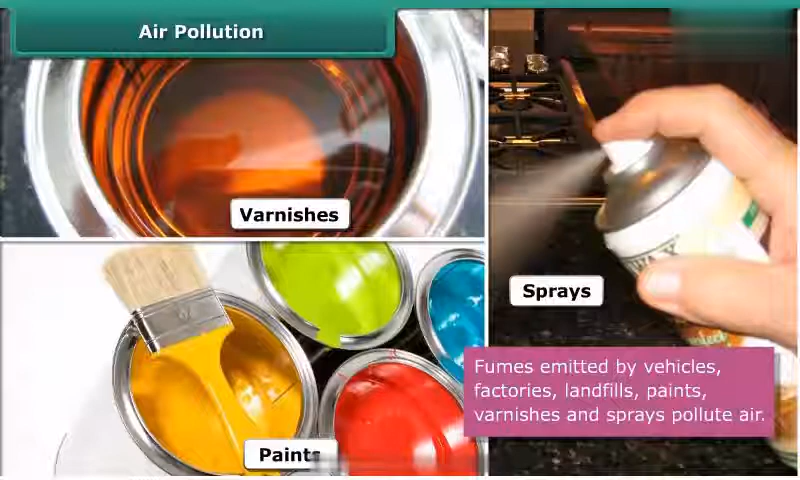 Air Pollution
Varnishes
Sprays
Fumes emitted by vehicles,
factories, landfills, paints,
varnishes and sprays pollute air.
Paints